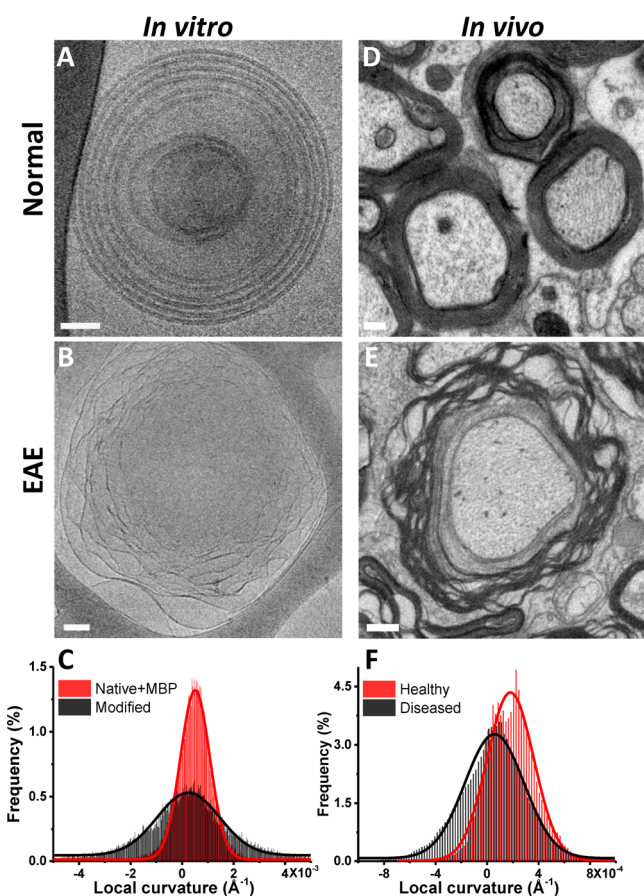 In vitro
In vivo
Normal
A
D
EAE
B
E
C
Native+MBP
Modified
Frequency (%)
1.5
1.0
0.5
0.0
-4
-2
0
2
4X10⁻³
Local curvature (Å⁻¹)
F
Healthy
Diseased
Frequency (%)
4.5
3.0
1.5
0.0
-8
-4
0
4
8X10⁻⁴
Local curvature (Å⁻¹)